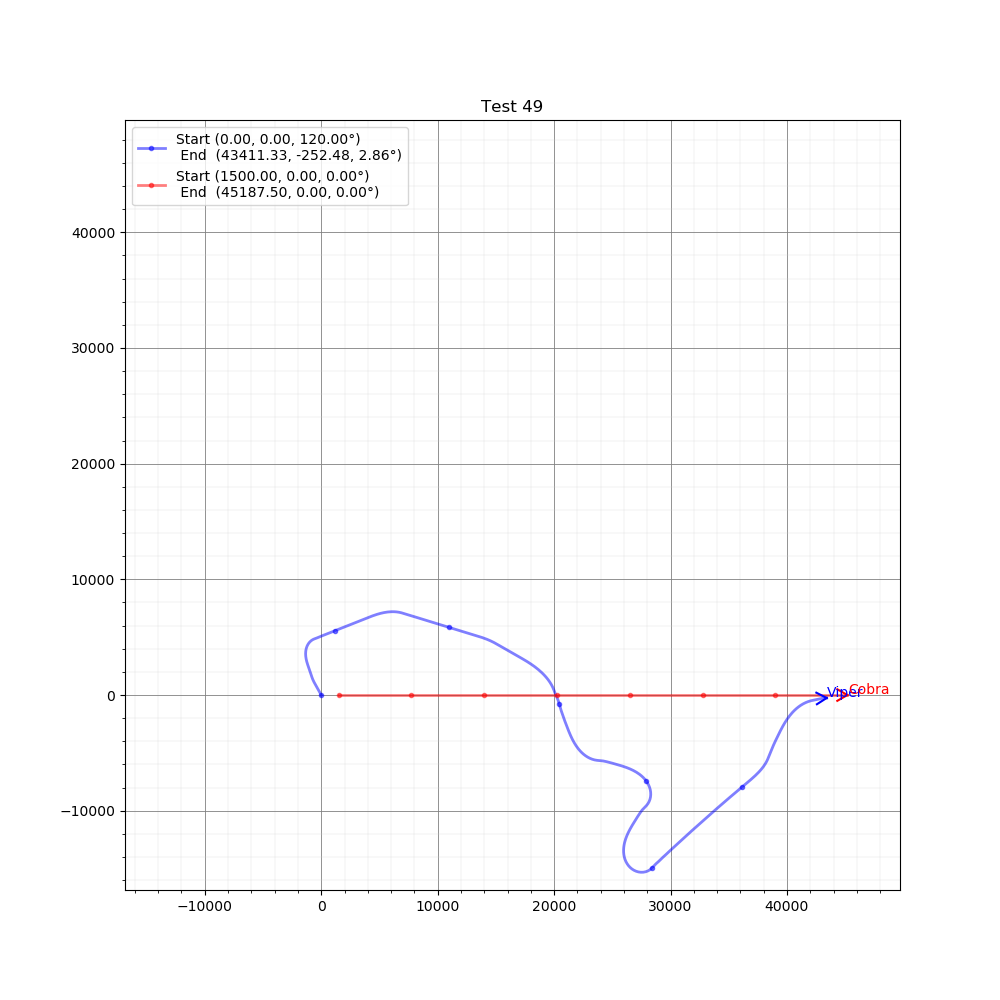 Test 49
Start (0.00, 0.00, 120.00°)
End  (43411.33, -252.48, 2.86°)
Start (1500.00, 0.00, 0.00°)
End  (45187.50, 0.00, 0.00°)
40000
30000
20000
10000
0
−10000
Viper
Cobra
−10000
0
10000
20000
30000
40000